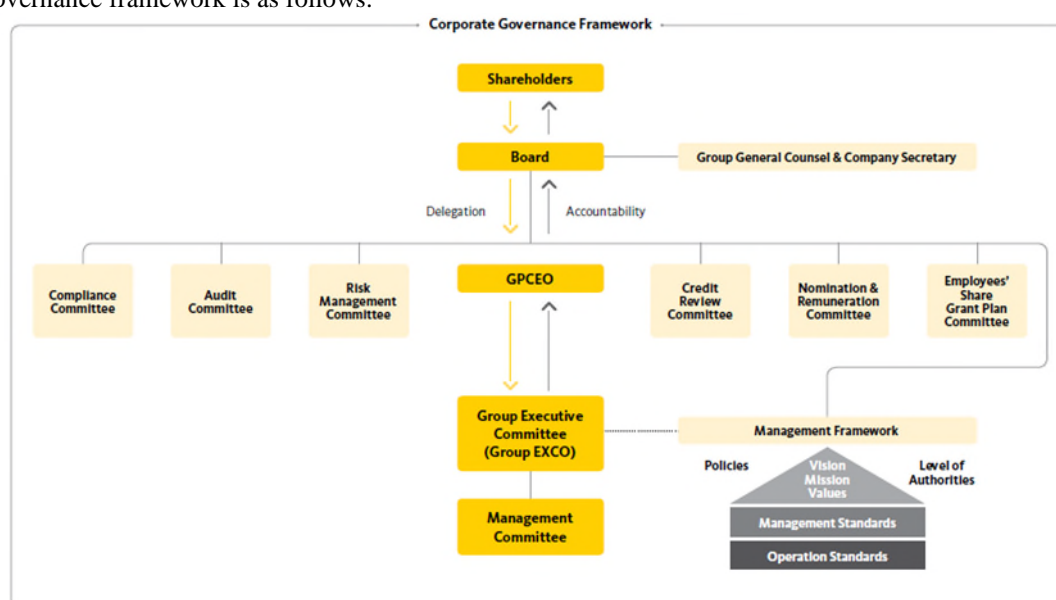 overnance framework is as follows:
Corporate Governance Framework
Shareholders
Board
Group General Counsel & Company Secretary
Delegation
Accountability
Compliance
Committee
Audit
Committee
Risk
Management
Committee
GPCEO
Credit
Review
Committee
Nomination &
Remuneration
Committee
Employees'
Share
Grant Plan
Committee
Group Executive
Committee
(Group EXCO)
Management Framework
Policies
Vision
Mission
Values
Level of
Authorities
Management Standards
Management
Committee
Operation Standards